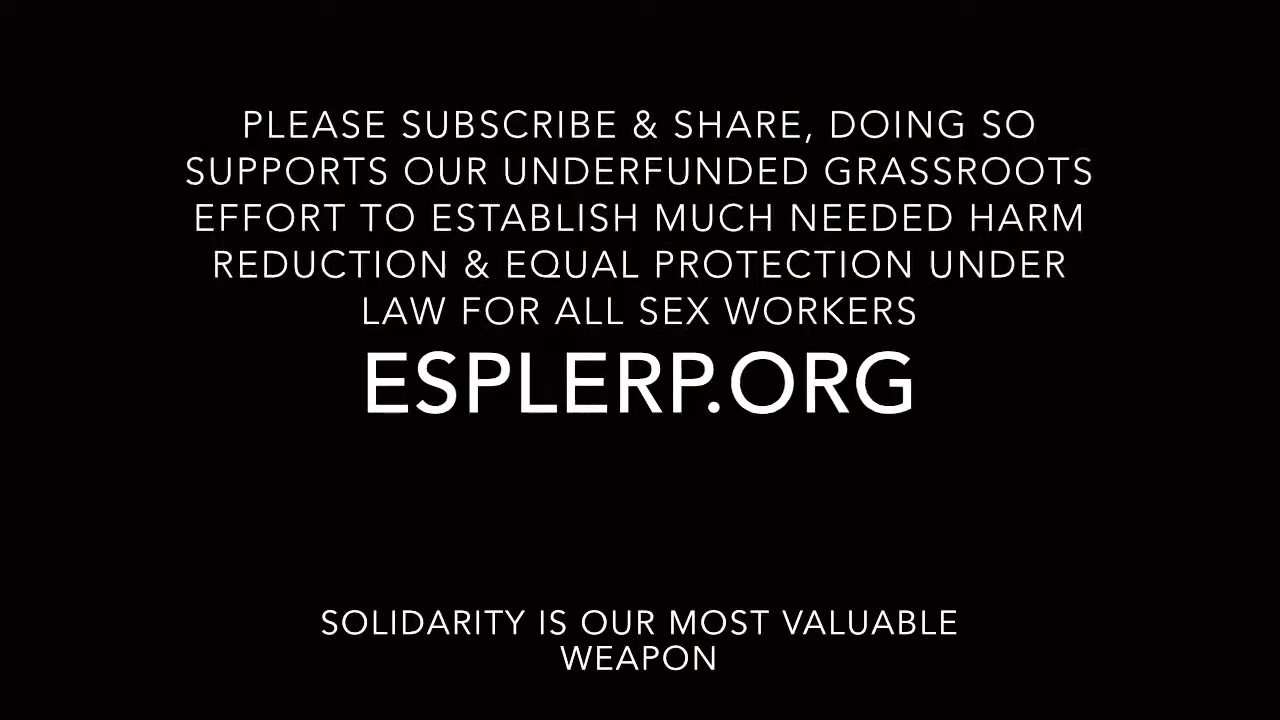 PLEASE SUBSCRIBE & SHARE, DOING SO
SUPPORTS OUR UNDERFUNDED GRASSROOTS
EFFORT TO ESTABLISH MUCH NEEDED HARM
REDUCTION & EQUAL PROTECTION UNDER
LAW FOR ALL SEX WORKERS
ESPLERP.ORG
SOLIDARITY IS OUR MOST VALUABLE
WEAPON